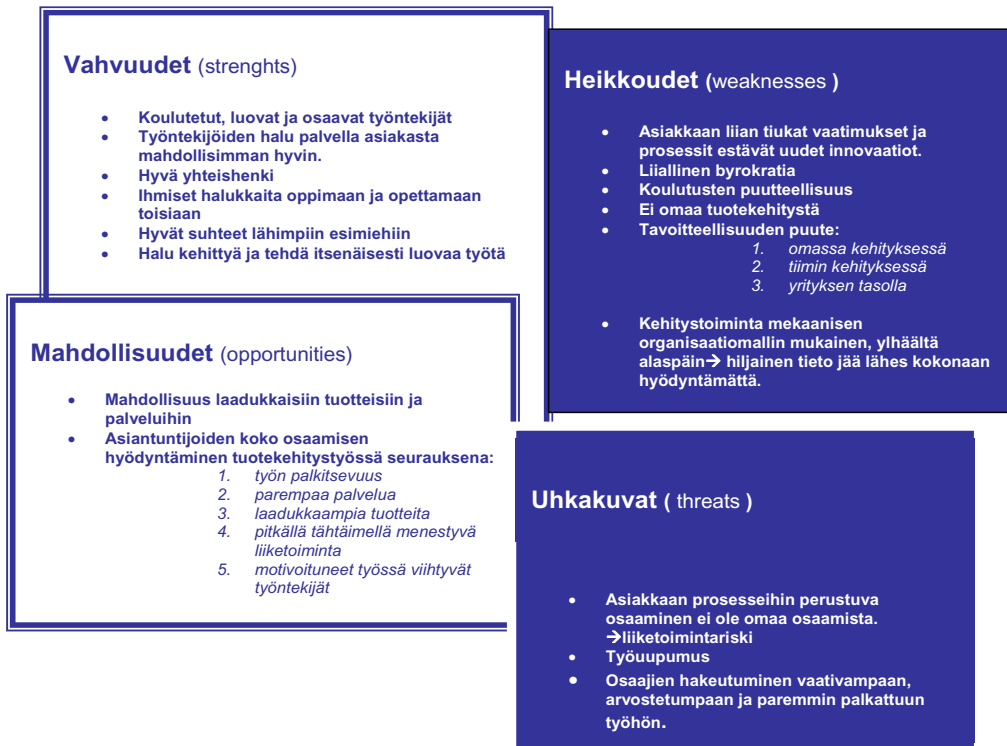 Vahvuudet (strenghts)
• Koulutetut, luovat ja osaavat työntekijät
• Työntekijöiden halu palvella asiakasta
mahdollisimman hyvin.
• Hyvä yhteishenki
• Ihmiset halukkaita oppimaan ja opettamaan
toisiaan
• Hyvät suhteet lähimpiin esimiehiin
• Halu kehittyä ja tehdä itsenäisesti luovaa työtä
Heikkoudet (weaknesses )
• Asiakkaan liian tiukat vaatimukset ja
prosessit estävät uudet innovaatiot.
• Liiallinen byrokratia
• Koulutusten puutteellisuus
• Ei omaa tuotekehitystä
• Tavoitteellisuuden puute:
1. omassa kehityksessä
2. tiimin kehityksessä
3. yrityksen tasolla
• Kehitystoiminta mekaanisen
organisaatiomallin mukainen, ylhäältä
alaspäin→ hiljainen tieto jää lähes kokonaan
hyödyntämättä.
Mahdollisuudet (opportunities)
• Mahdollisuus laadukkaisiin tuotteisiin ja
palveluihin
• Asiantuntijoiden koko osaamisen
hyödyntäminen tuotekehitystyössä seurauksena:
1. työn palkitsevuus
2. parempaa palvelua
3. laadukkaampia tuotteita
4. pitkällä tähtäimellä menestyvä
liiketoiminta
5. motivoituneet työssä viihtyvät
työntekijät
Uhkakuvat ( threats )
• Asiakkaan prosesseihin perustuva
osaaminen ei ole omaa osaamista.
→liiketoimintariski
• Työuupumus
• Osaajien hakeutuminen vaativampaan,
arvostetumpaan ja paremmin palkattuun
työhön.